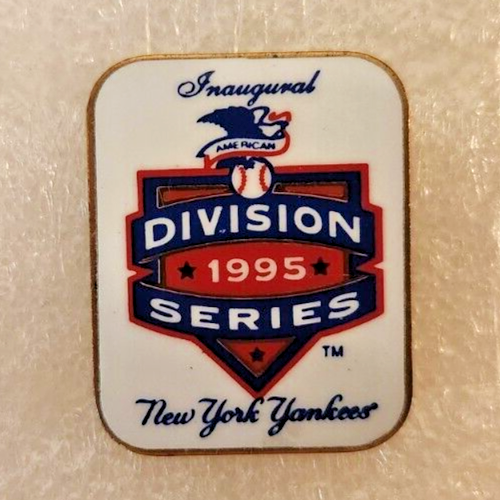 Inaugural
AMERICAN
DIVISION
★ 1995 ★
SERIES
TM
New York Yankees